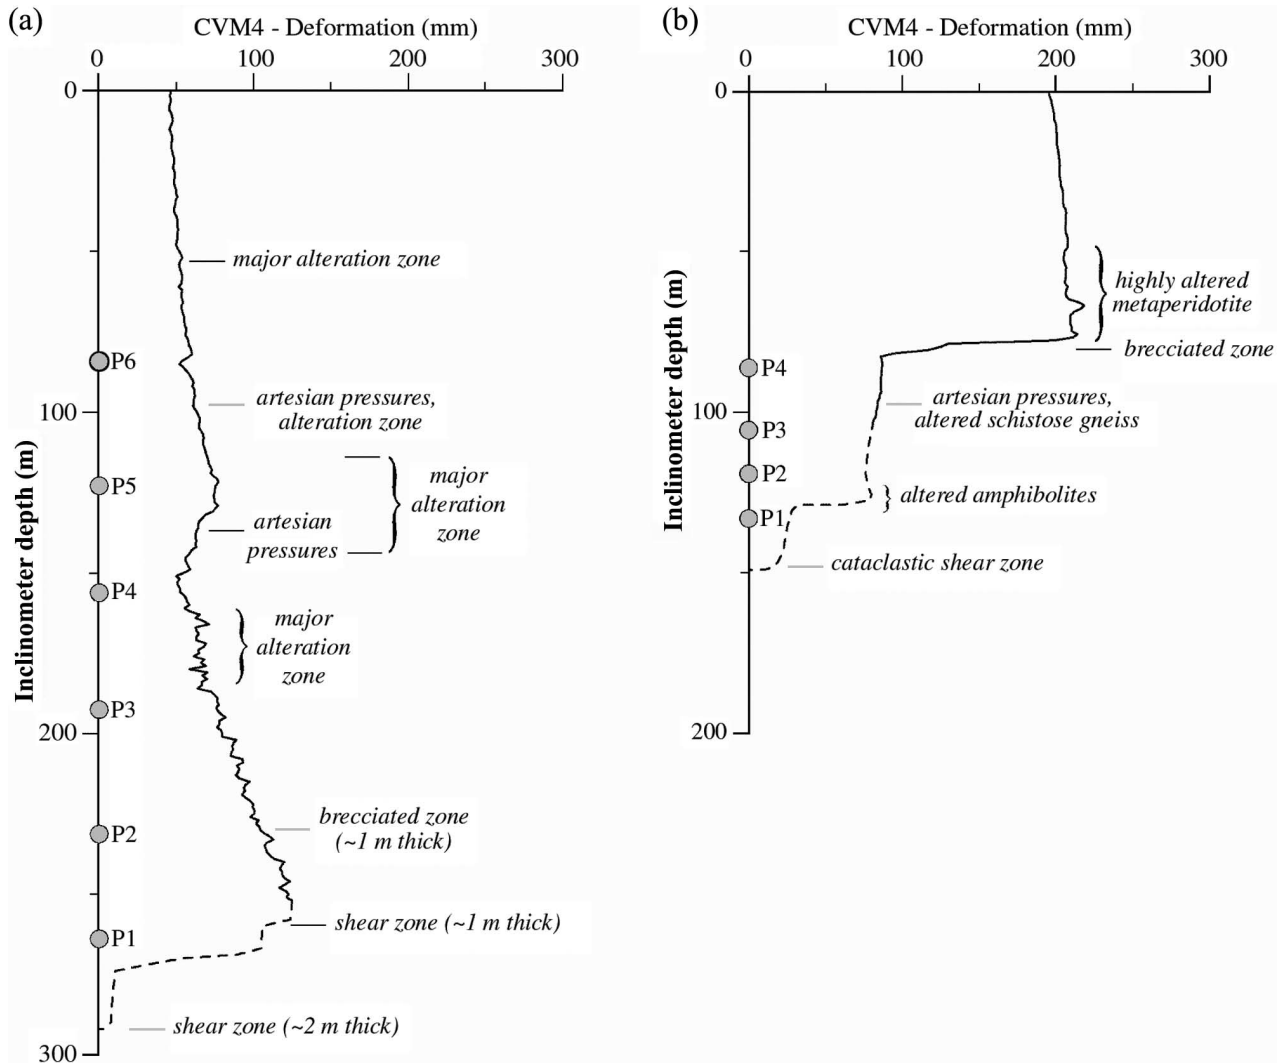 (a)
CVM4 - Deformation (mm)
0 100 200 300
0
major alteration zone
P6
artesian pressures,
alteration zone
100
Inclinometer depth (m)
major
alteration
zone
P5
artesian
pressures
P4
major
alteration
zone
P3
200
brecciated zone
(~1 m thick)
P2
shear zone (~1 m thick)
P1
shear zone (~2 m thick)
300
(b)
CVM4 - Deformation (mm)
0 100 200 300
0
highly altered
metaperidotite
brecciated zone
Inclinometer depth (m)
P4
artesian pressures,
altered schistose gneiss
100
P3
P2
altered amphibolites
P1
cataclastic shear zone
200